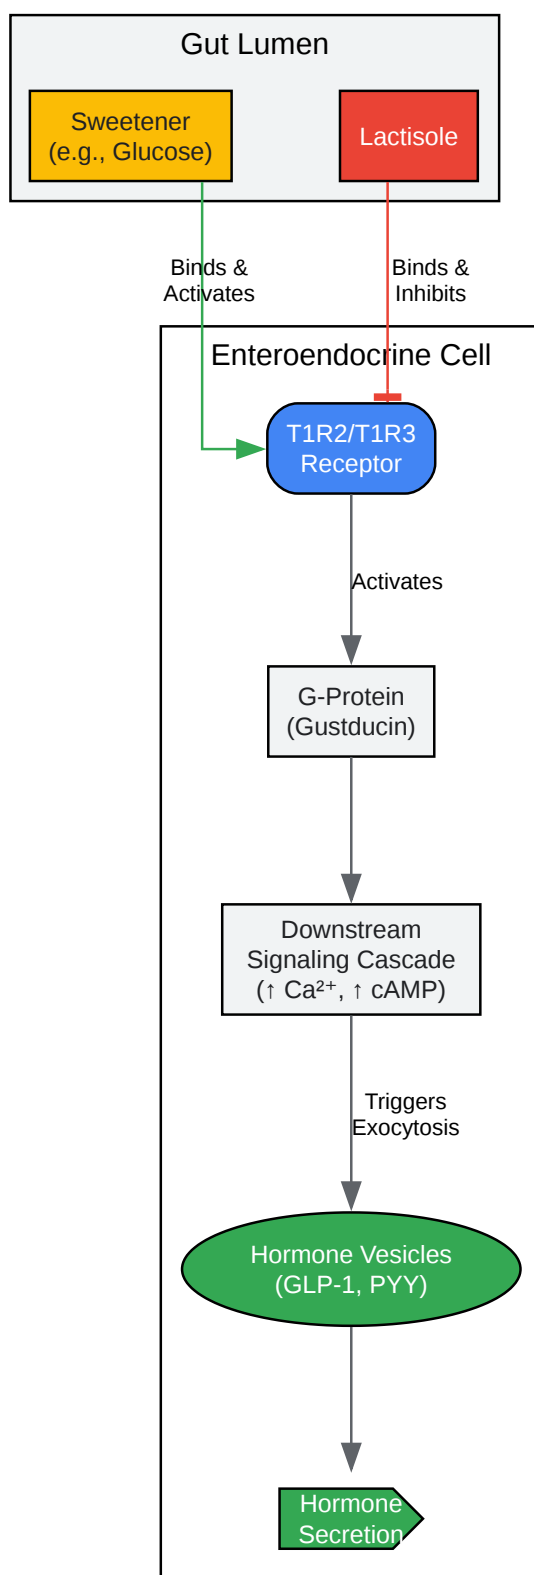 Gut Lumen
Sweetener
(e.g., Glucose)
Lactisole
Binds &
Activates
Binds &
Inhibits
Enteroendocrine Cell
T1R2/T1R3
Receptor
Activates
G-Protein
(Gustducin)
Downstream
Signaling Cascade
(↑ Ca²⁺, ↑ cAMP)
Triggers
Exocytosis
Hormone Vesicles
(GLP-1, PYY)
Hormone
Secretion